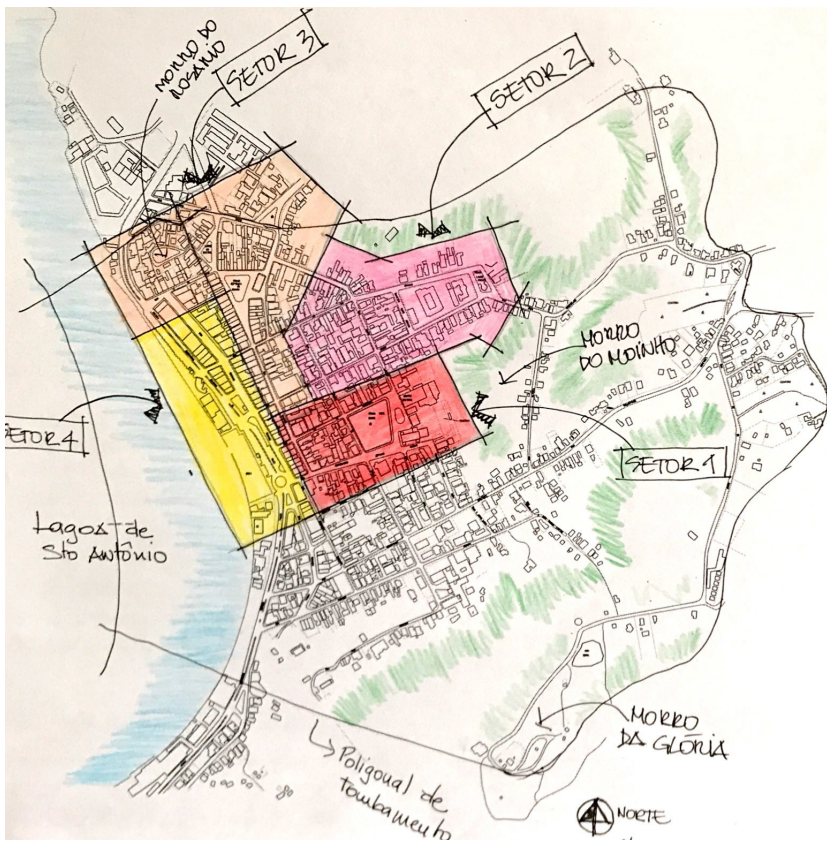 MORRO DO
ROSÁRIO
SETOR 3
SETOR 2
MORRO
DO MOINHO
SETOR 4
SETOR 1
Lagoa de
Sto Antônio
MORRO
DA GLÓRIA
Poligonal de
tombamento
NORTE